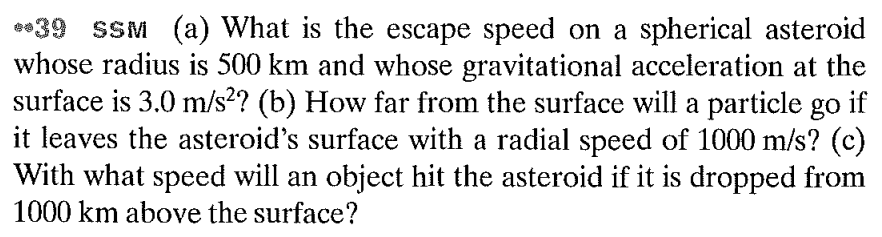 ••39 SSM (a) What is the escape speed on a spherical asteroid
whose radius is 500 km and whose gravitational acceleration at the
surface is 3.0 m/s²? (b) How far from the surface will a particle go if
it leaves the asteroid's surface with a radial speed of 1000 m/s? (c)
With what speed will an object hit the asteroid if it is dropped from
1000 km above the surface?